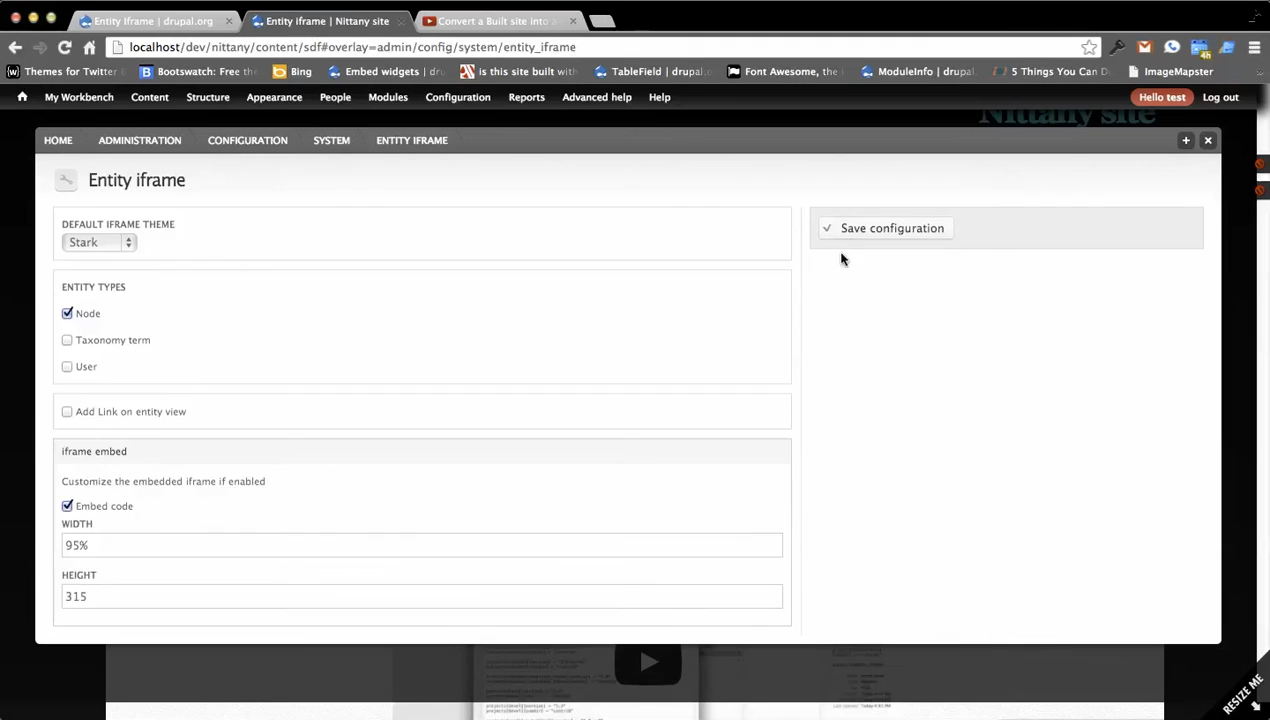 Entity Iframe | drupal.org
Entity iframe | Nittany site
Convert a Built site into a
localhost/dev/nittany/content/sdf#overlay=admin/config/system/entity_iframe
Themes for Twitter
Bootswatch: Free the
Bing
Embed widgets | dru
is this site built with
TableField | drupal.
Font Awesome, the
ModuleInfo | drupal.
5 Things You Can D
ImageMapster
My Workbench Content Structure Appearance People Modules Configuration Reports Advanced help Help Hello test Log out
Nittany site
HOME ADMINISTRATION CONFIGURATION SYSTEM ENTITY IFRAME
Entity iframe
DEFAULT IFRAME THEME
Stark
Save configuration
ENTITY TYPES
Node
Taxonomy term
User
Add Link on entity view
iframe embed
Customize the embedded iframe if enabled
Embed code
WIDTH
95%
HEIGHT
315
RESIZE ME